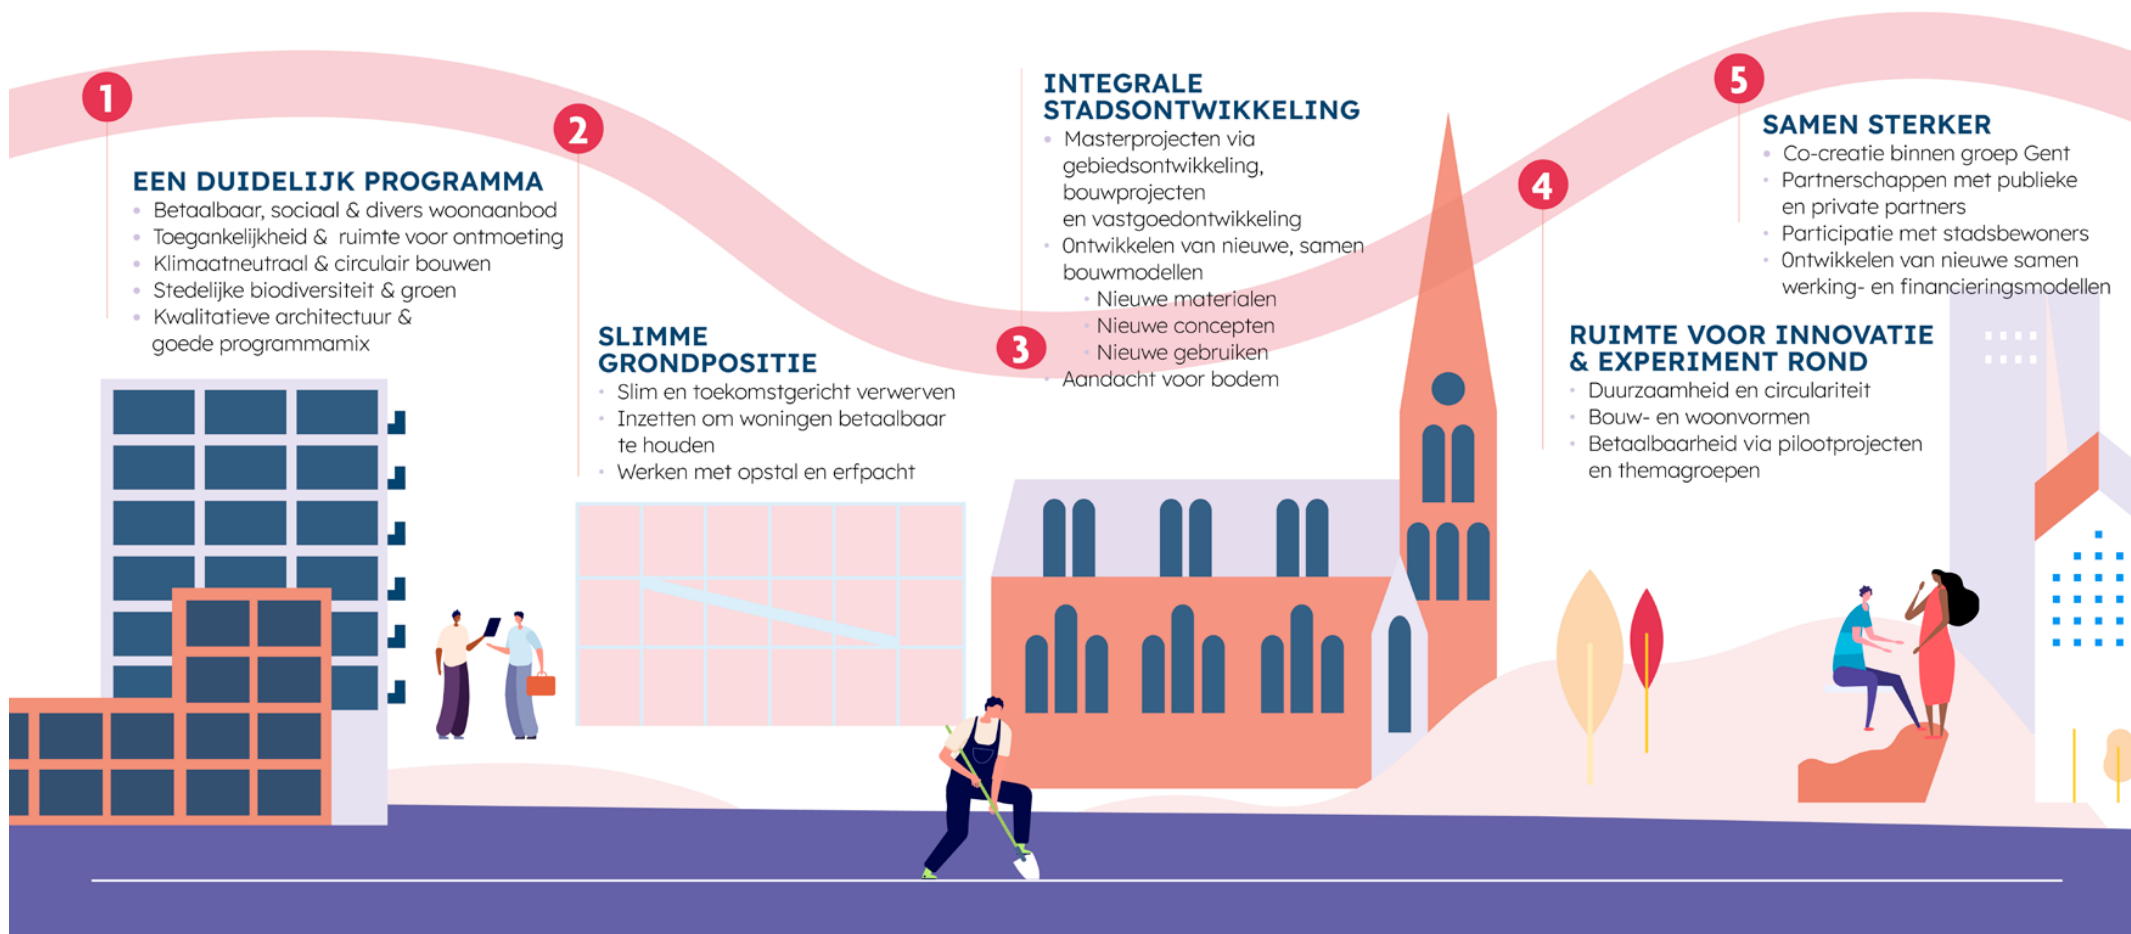 1
EEN DUIDELIJK PROGRAMMA
• Betaalbaar, sociaal & divers woonaanbod
• Toegankelijkheid & ruimte voor ontmoeting
• Klimaatneutraal & circulair bouwen
• Stedelijke biodiversiteit & groen
• Kwalitatieve architectuur &
goede programmamix
2
SLIMME
GRONDPOSITIE
• Slim en toekomstgericht verwerven
• Inzetten om woningen betaalbaar
te houden
• Werken met opstal en erfpacht
3
INTEGRALE
STADSONTWIKKELING
• Masterprojecten via
gebiedsontwikkeling,
bouwprojecten
en vastgoedontwikkeling
• Ontwikkelen van nieuwe, samen
bouwmodellen
• Nieuwe materialen
• Nieuwe concepten
• Nieuwe gebruiken
• Aandacht voor bodem
4
RUIMTE VOOR INNOVATIE
& EXPERIMENT ROND
• Duurzaamheid en circulariteit
• Bouw- en woonvormen
• Betaalbaarheid via pilootprojecten
en themagroepen
5
SAMEN STERKER
• Co-creatie binnen groep Gent
• Partnerschappen met publieke
en private partners
• Participatie met stadsbewoners
• Ontwikkelen van nieuwe samen
werking- en financieringsmodellen